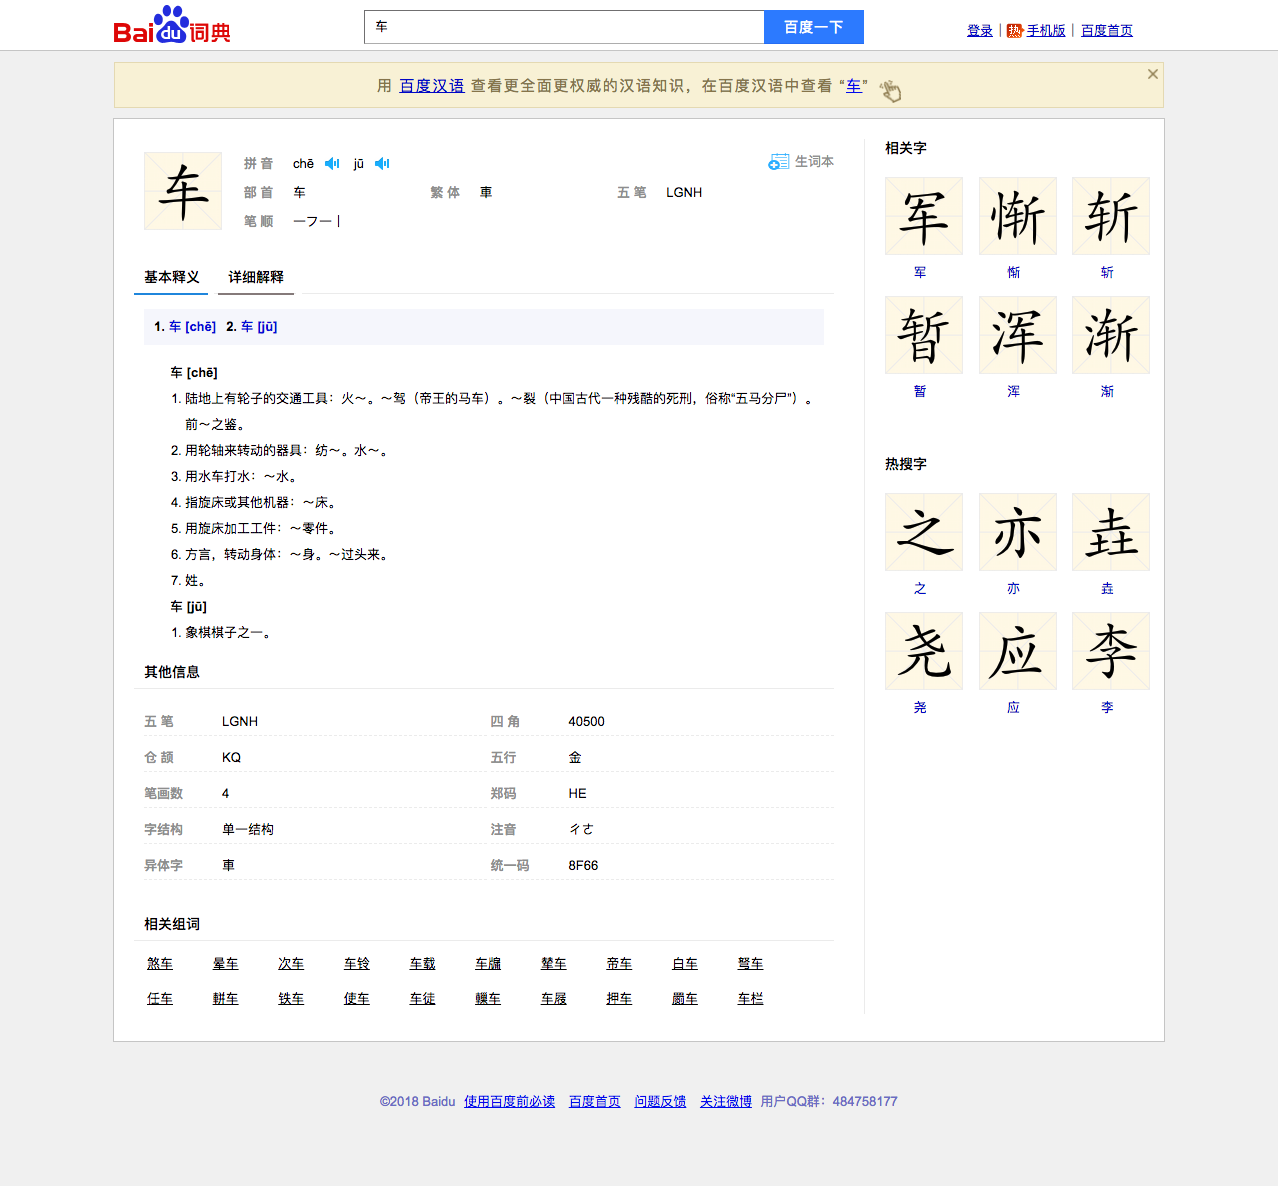 Baidu词典
车
百度一下
登录 | 热 手机版 | 百度首页
用 百度汉语 查看更全面更权威的汉语知识，在百度汉语中查看 “车”
车
拼 音 chē jū
生词本
部 首 车 繁 体 車 五 笔 LGNH
笔 顺 一フ一丨
基本释义 详细解释
1. 车 [chē] 2. 车 [jū]
车 [chē]
1. 陆地上有轮子的交通工具：火～。～驾（帝王的马车）。～裂（中国古代一种残酷的死刑，俗称“五马分尸”）。
前～之鉴。
2. 用轮轴来转动的器具：纺～。水～。
3. 用水车打水：～水。
4. 指旋床或其他机器：～床。
5. 用旋床加工工件：～零件。
6. 方言，转动身体：～身。～过头来。
7. 姓。
车 [jū]
1. 象棋棋子之一。
其他信息
五 笔 LGNH 四 角 40500
仓 颉 KQ 五行 金
笔画数 4 郑码 HE
字结构 单一结构 注音 ㄔㄜ
异体字 車 统一码 8F66
相关组词
煞车 晕车 次车 车铃 车载 车牖 辇车 帝车 白车 驽车
任车 軿车 铁车 使车 车徒 轈车 车屐 押车 罽车 车栏
相关字
军 惭 斩
军 惭 斩
暂 浑 渐
暂 浑 渐
热搜字
之 亦 垚
之 亦 垚
尧 应 李
尧 应 李
©2018 Baidu 使用百度前必读 百度首页 问题反馈 关注微博 用户QQ群：484758177